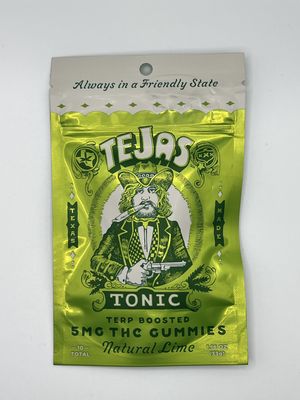 Always in a Friendly State
TEJAS
TEXAS
MADE
TONIC
TERP BOOSTED
5MG THC GUMMIES
10
TOTAL
Natural Lime